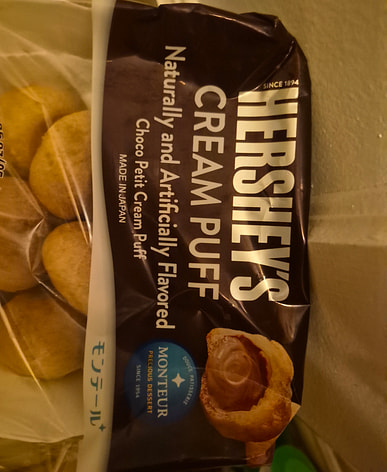 SINCE 1894
HERSHEY'S
CREAM PUFF
Naturally and Artificially Flavored
Choco Petit Cream Puff
MADE IN JAPAN
MONTEUR
PRECIOUS DESSERT
SINCE 1954
モンテール